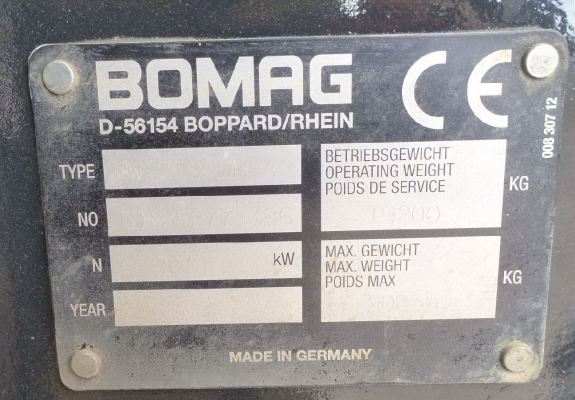 BOMAG
CE
D-56154 BOPPARD/RHEIN
008 307 12
TYPE
BETRIEBSGEWICHT
OPERATING WEIGHT
POIDS DE SERVICE
KG
NO
19200
N
kW
MAX. GEWICHT
MAX. WEIGHT
POIDS MAX
KG
YEAR
MADE IN GERMANY